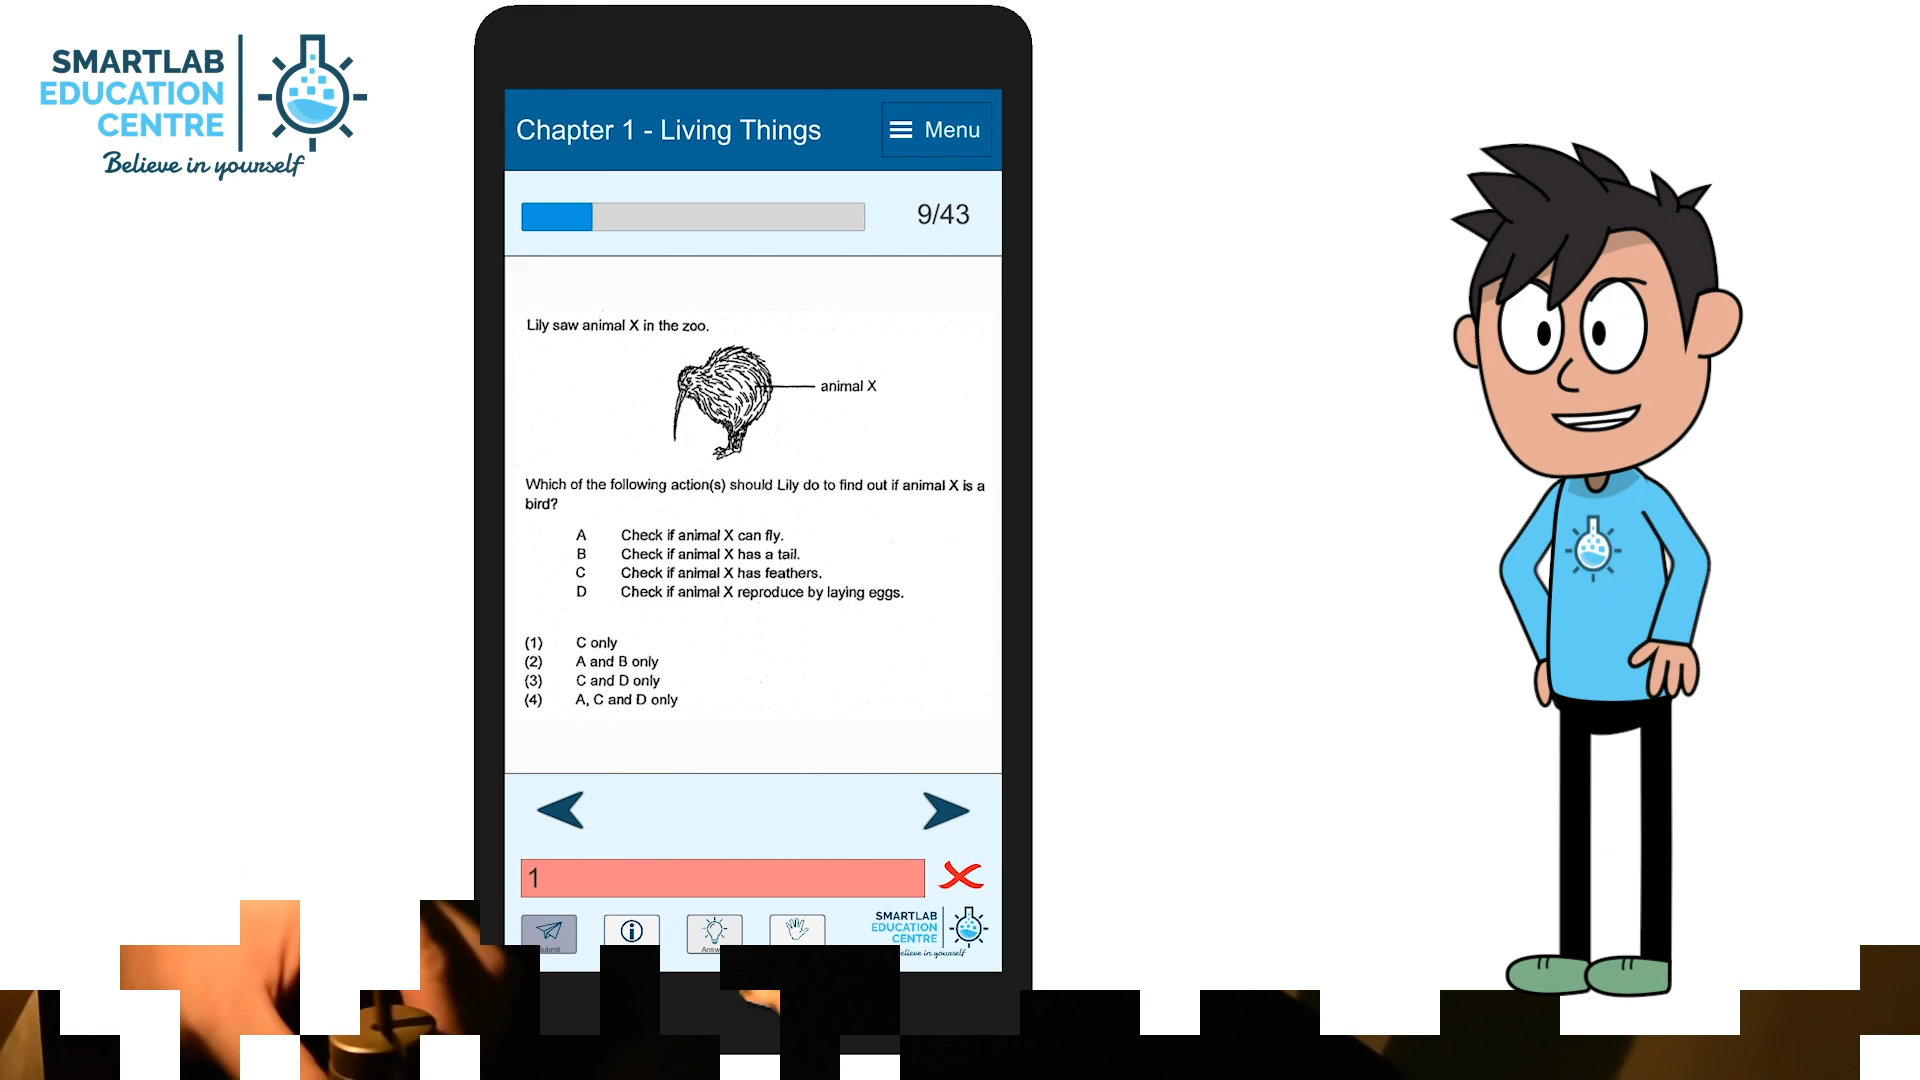 SMARTLAB
EDUCATION
CENTRE
Believe in yourself
Chapter 1 - Living Things
Menu
9/43
Lily saw animal X in the zoo.
animal X
Which of the following action(s) should Lily do to find out if animal X is a
bird?
A Check if animal X can fly.
B Check if animal X has a tail.
C Check if animal X has feathers.
D Check if animal X reproduce by laying eggs.
(1) C only
(2) A and B only
(3) C and D only
(4) A, C and D only
1
SMARTLAB
EDUCATION
CENTRE